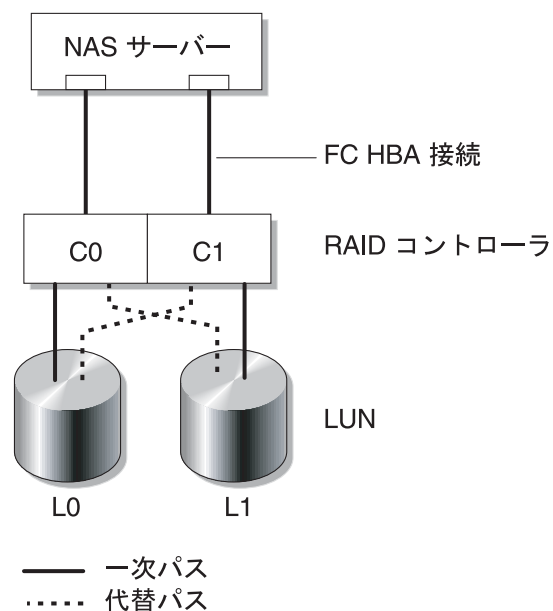 NAS サーバー
FC HBA 接続
C0
C1
RAID コントローラ
LUN
L0
L1
一次パス
代替パス